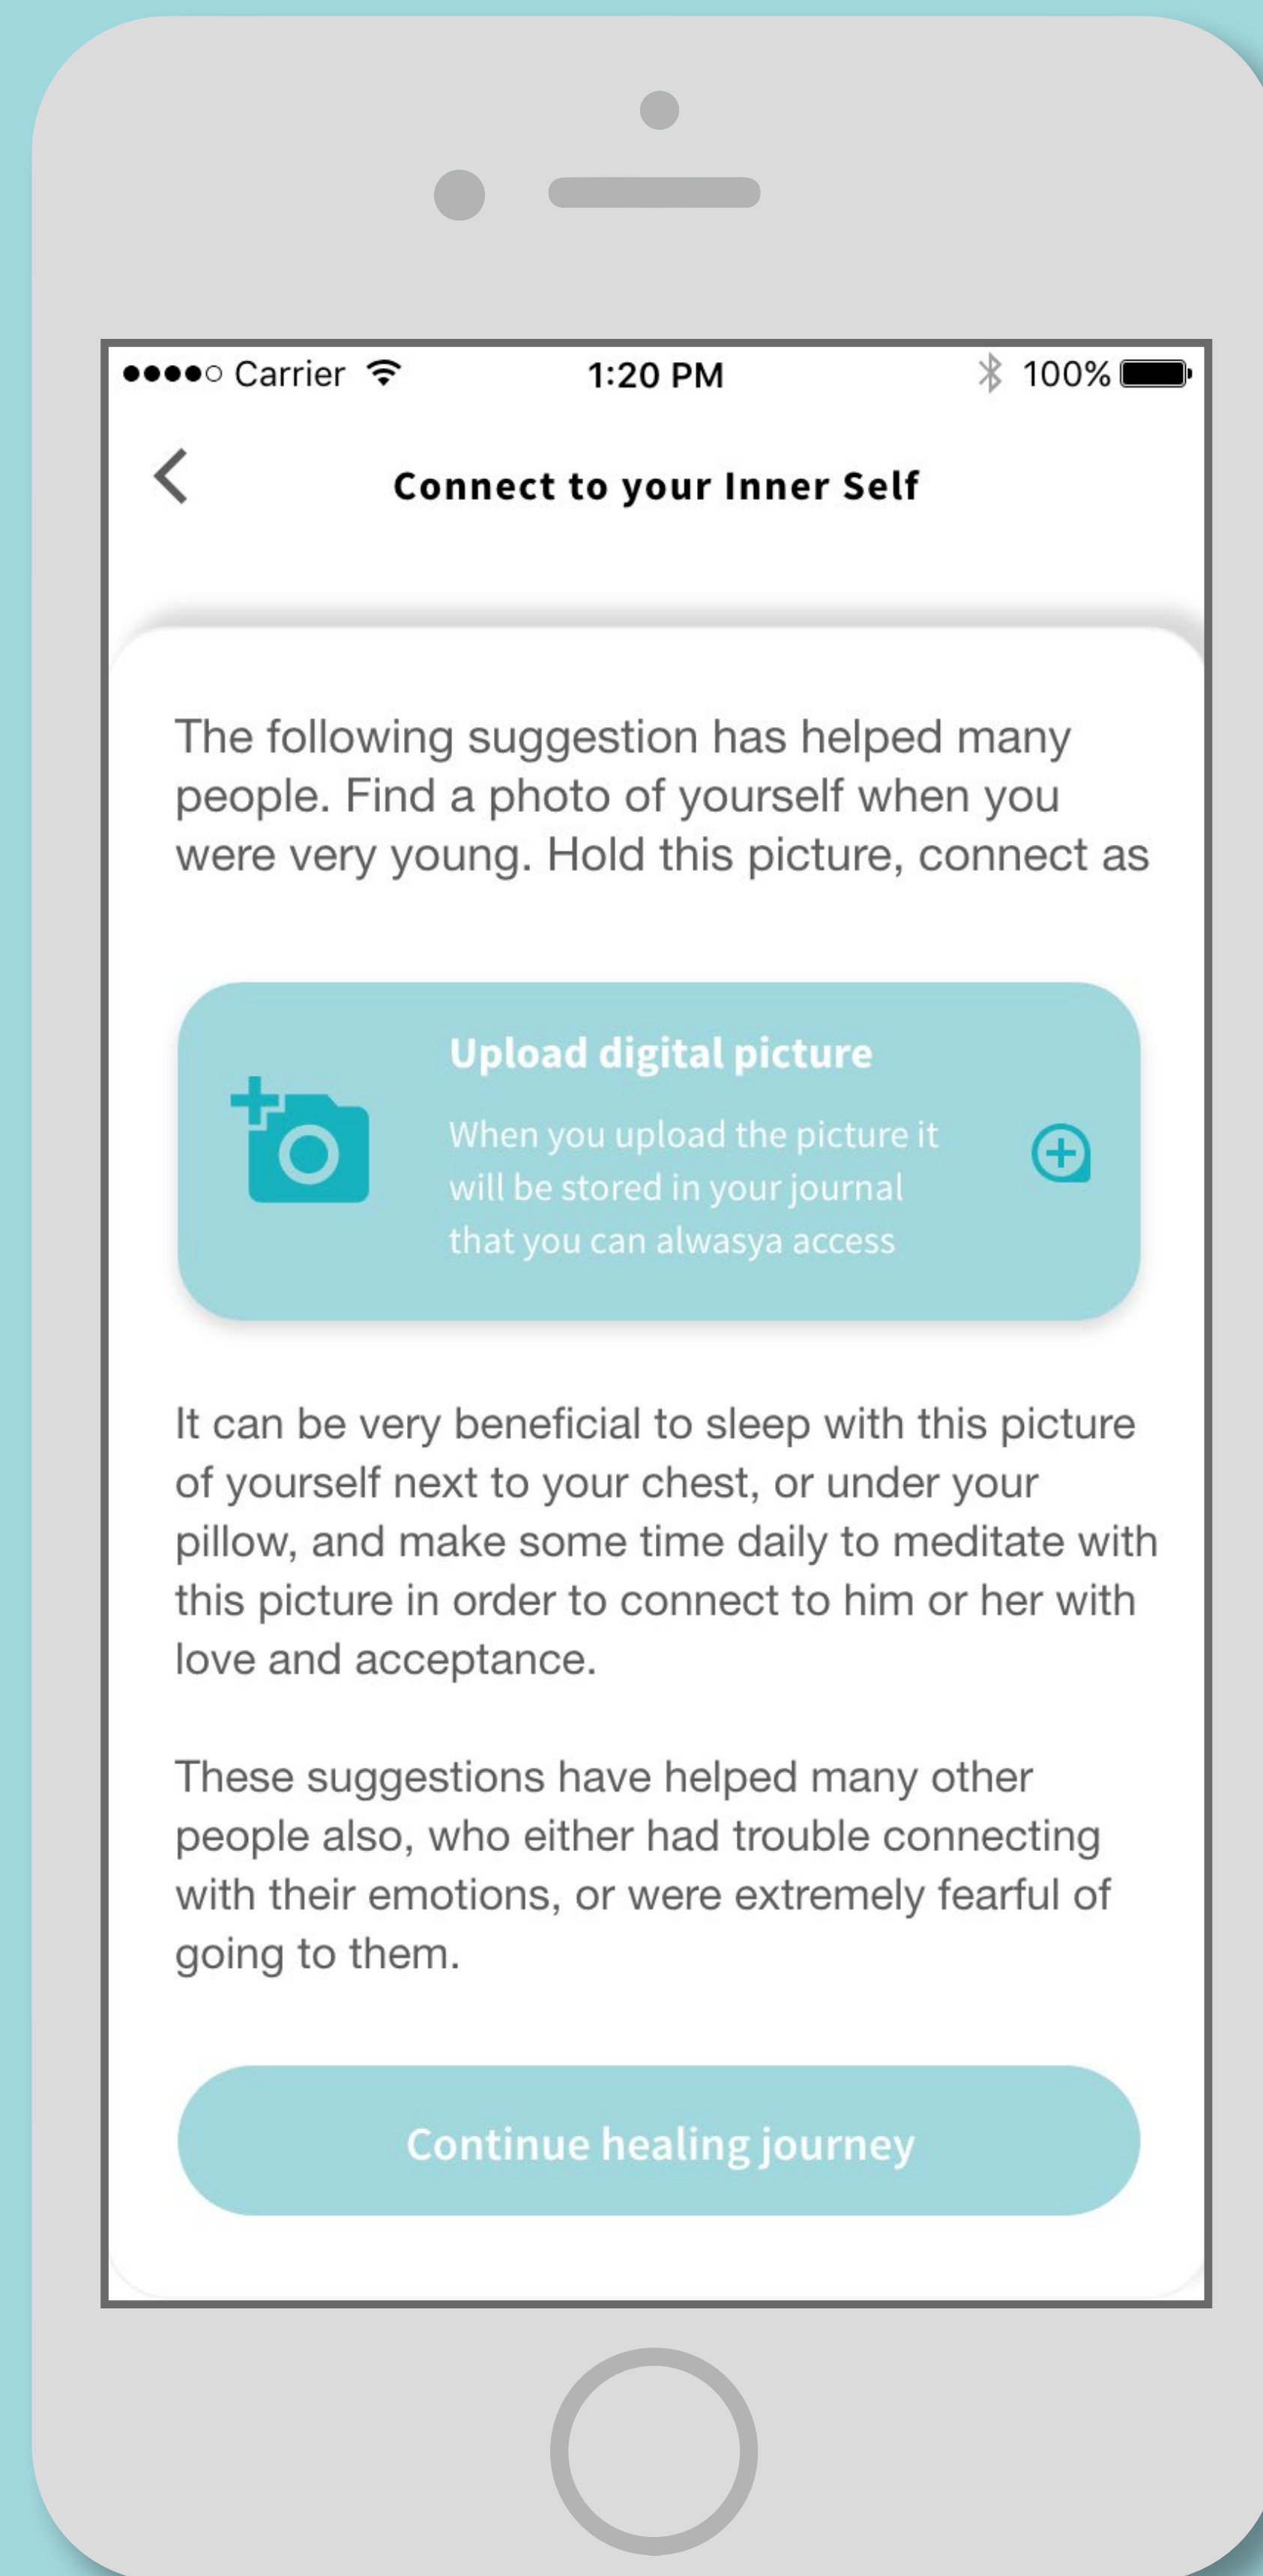 Carrier 1:20 PM 100%
Connect to your Inner Self
The following suggestion has helped many
people. Find a photo of yourself when you
were very young. Hold this picture, connect as
Upload digital picture
When you upload the picture it
will be stored in your journal
that you can alwasya access
It can be very beneficial to sleep with this picture
of yourself next to your chest, or under your
pillow, and make some time daily to meditate with
this picture in order to connect to him or her with
love and acceptance.
These suggestions have helped many other
people also, who either had trouble connecting
with their emotions, or were extremely fearful of
going to them.
Continue healing journey